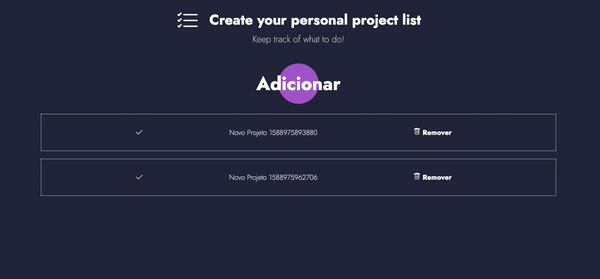 Create your personal project list
Keep track of what to do!
Adicionar
Novo Projeto 1588975893880 Remover
Novo Projeto 1588975962706 Remover